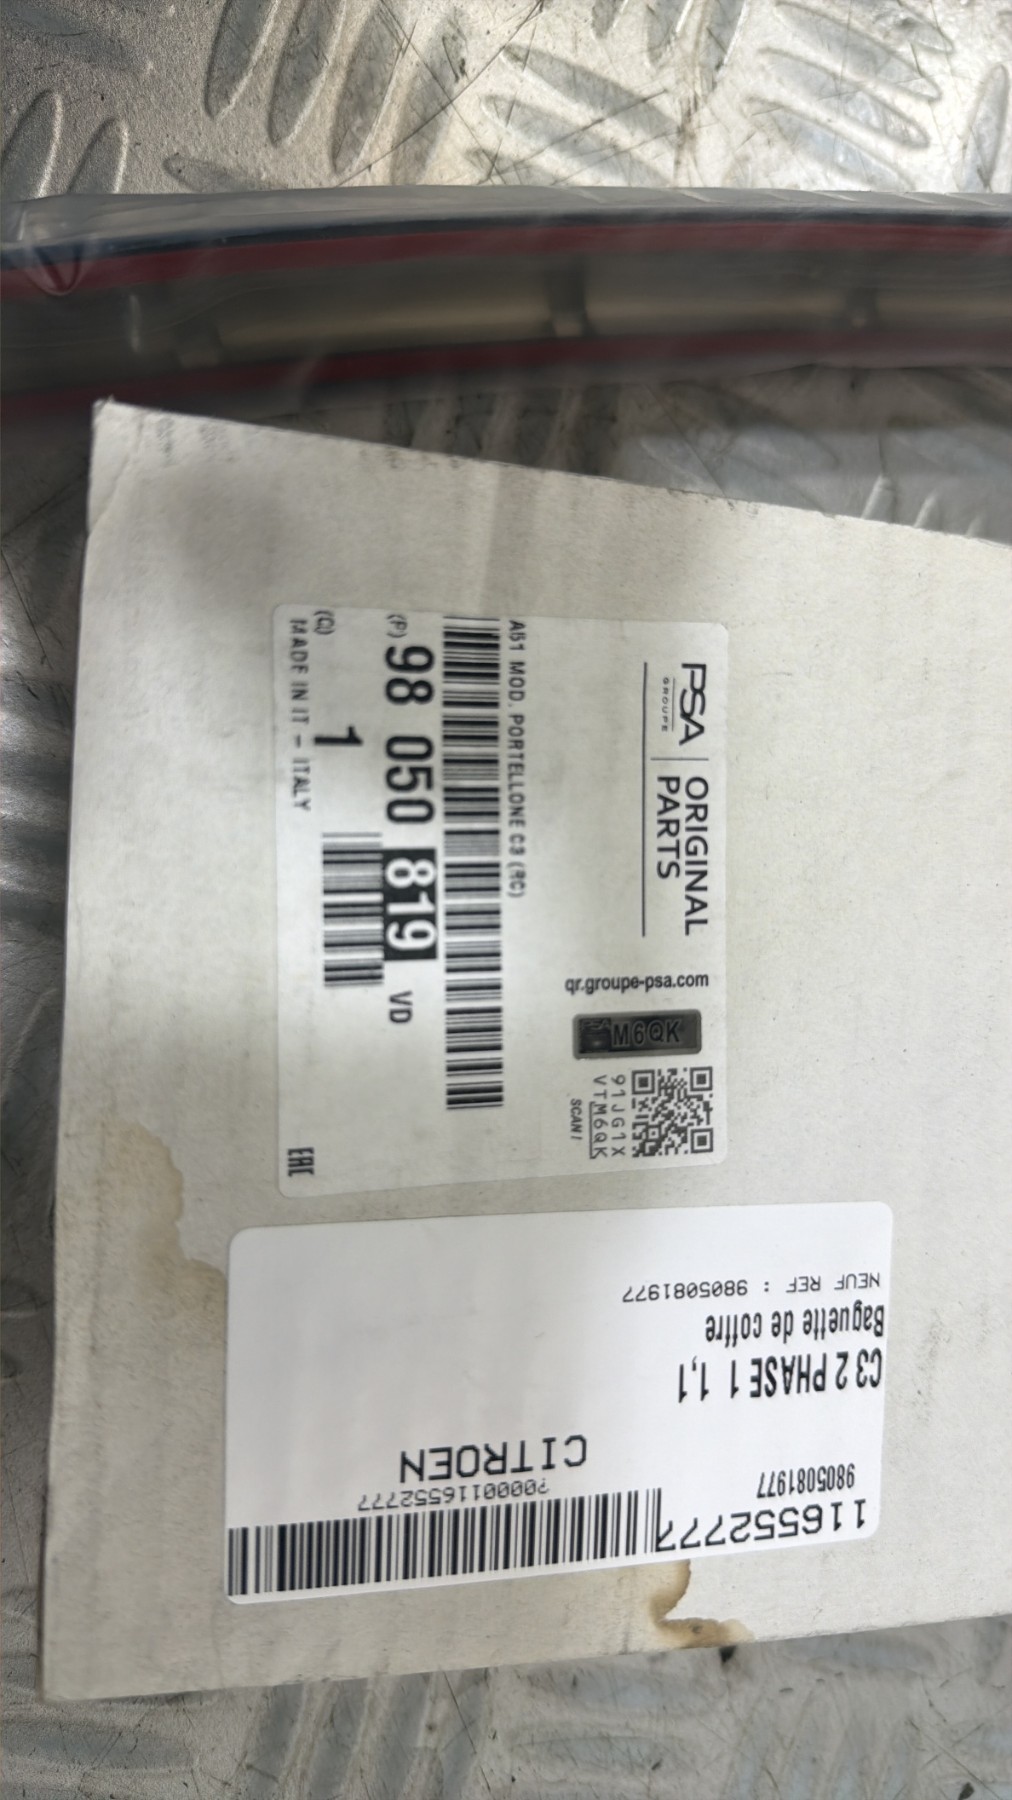 PSA
GROUPE
ORIGINAL
PARTS
qr.groupe-psa.com
M6QK
91JG1X
VTM6QK
SCAN!
AB1 MOD. PORTELLONE C3 (RC)
(P) 98 050 819 VD
(Q) 1
MADE IN IT - ITALY
EAC
116552777
9805081977
?0000116552777
CITROEN
C3 2 PHASE 1 1,1
Baguette de coffre
NEUF REF : 9805081977